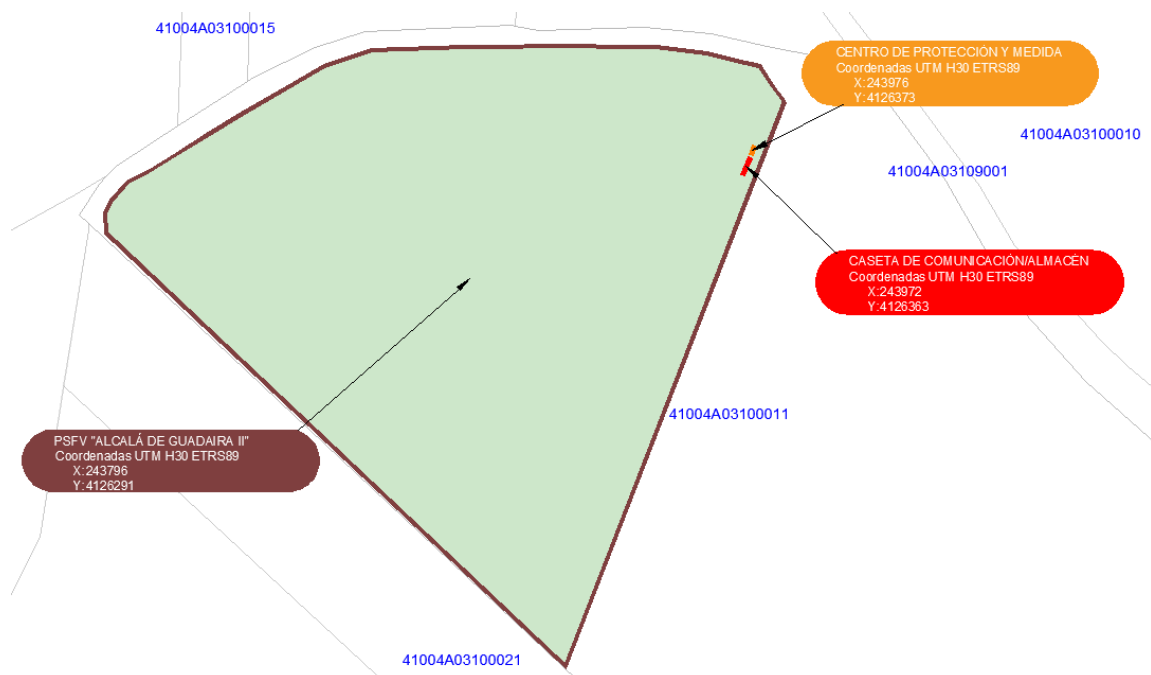 41004A03100015
CENTRO DE PROTECCIÓN Y MEDIDA
Coordenadas UTM H30 ETRS89
X:243976
Y:4126373
41004A03100010
41004A03109001
CASETA DE COMUNICACIÓN/ALMACÉN
Coordenadas UTM H30 ETRS89
X:243972
Y:4126363
41004A03100011
PSFV "ALCALÁ DE GUADAIRA II"
Coordenadas UTM H30 ETRS89
X:243796
Y:4126291
41004A03100021